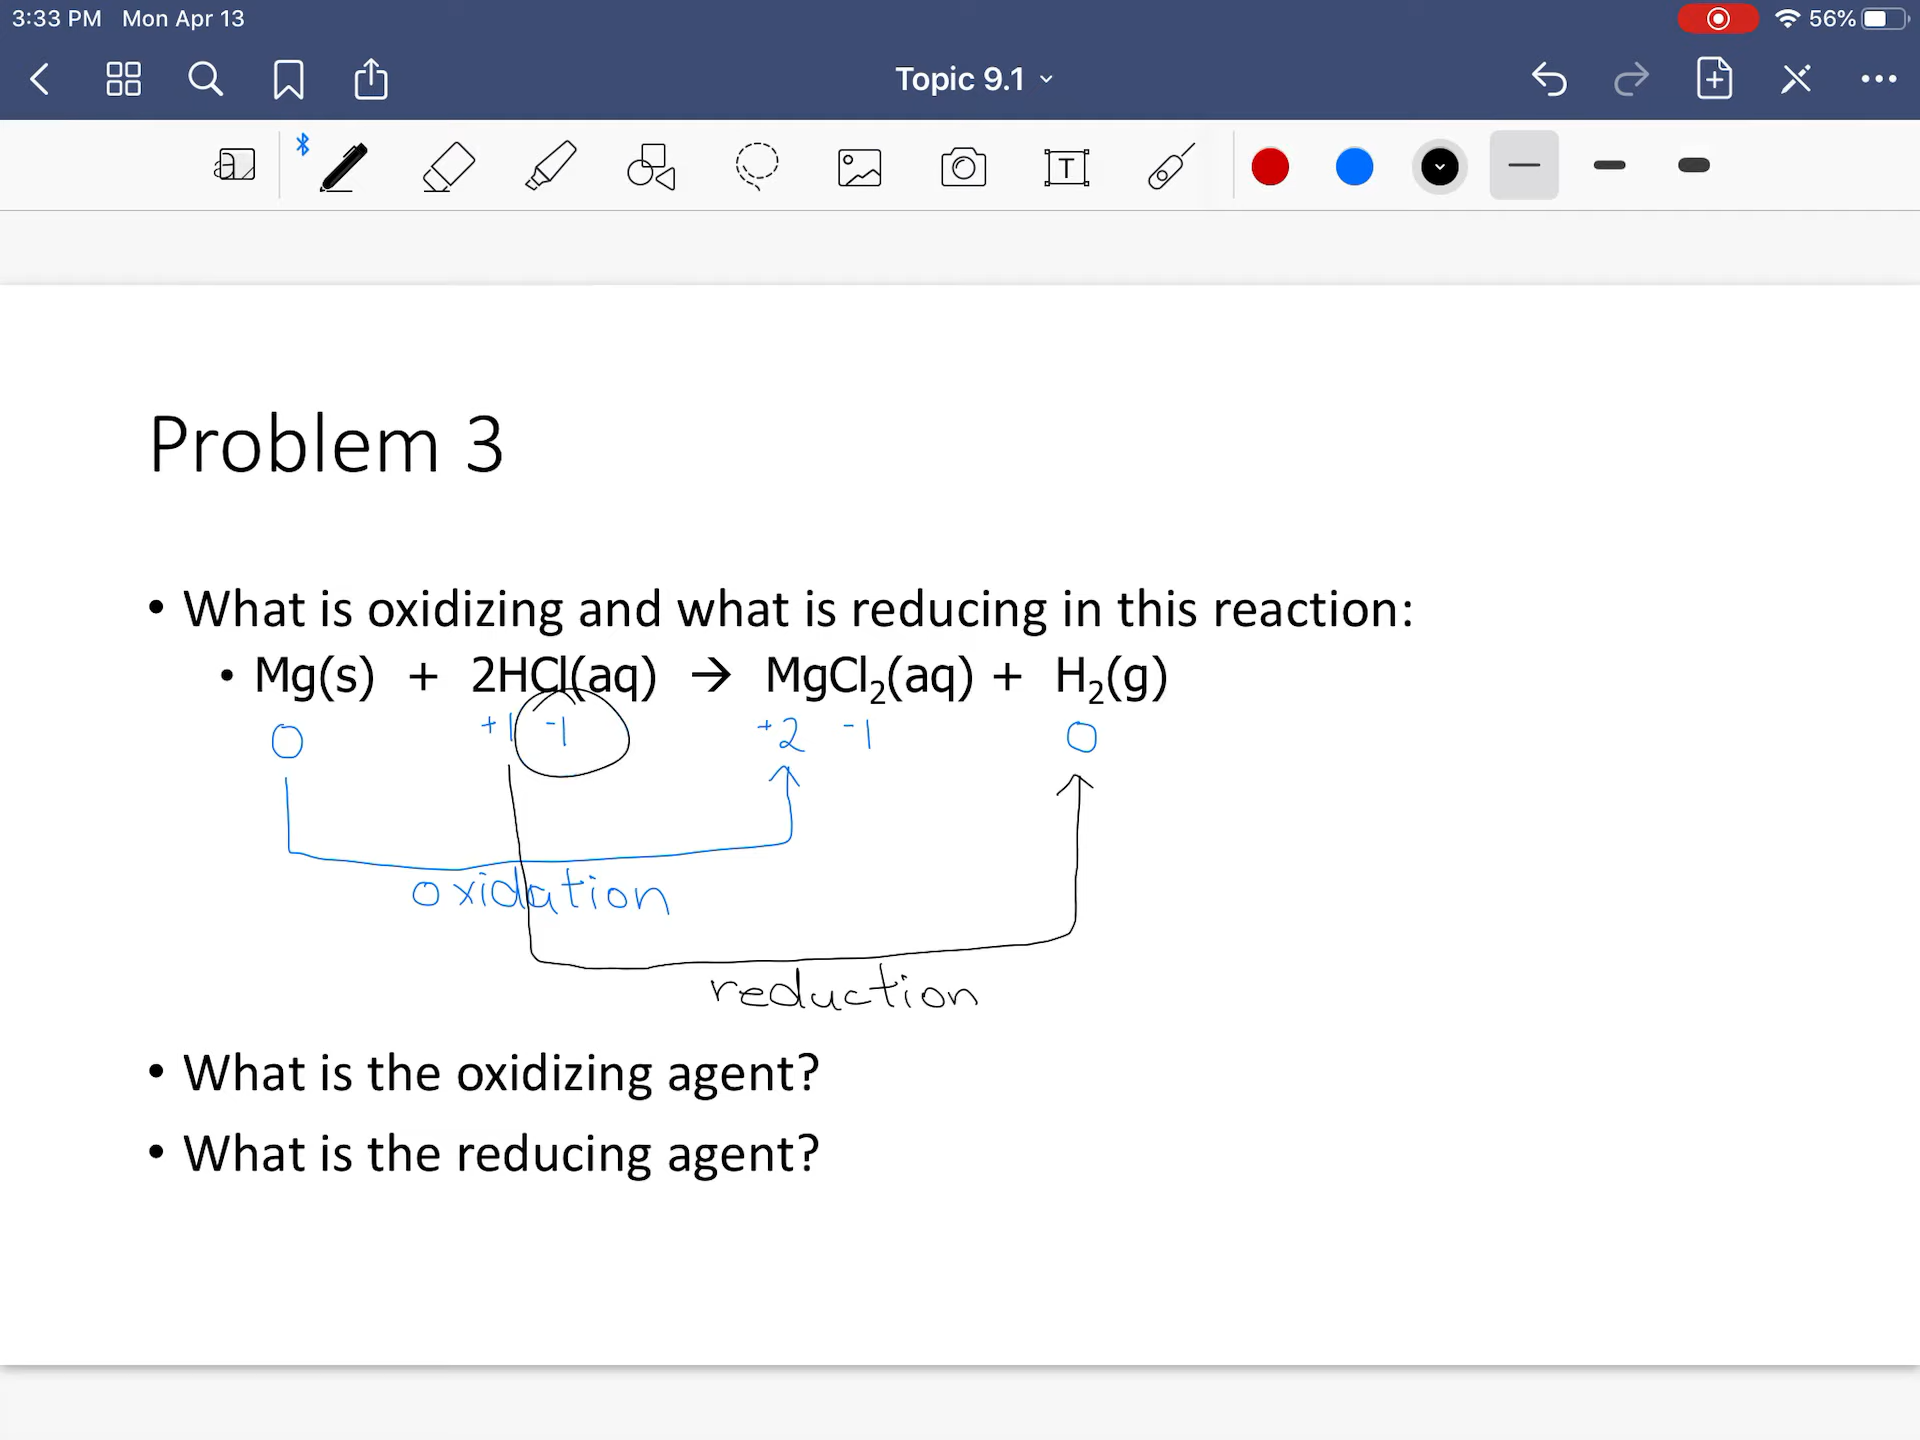 3:33 PM Mon Apr 13 56%
Topic 9.1
Problem 3
• What is oxidizing and what is reducing in this reaction:
• Mg(s) + 2HCl(aq) → MgCl₂(aq) + H₂(g)
0 +1 -1 +2 -1 0
oxidation
reduction
• What is the oxidizing agent?
• What is the reducing agent?